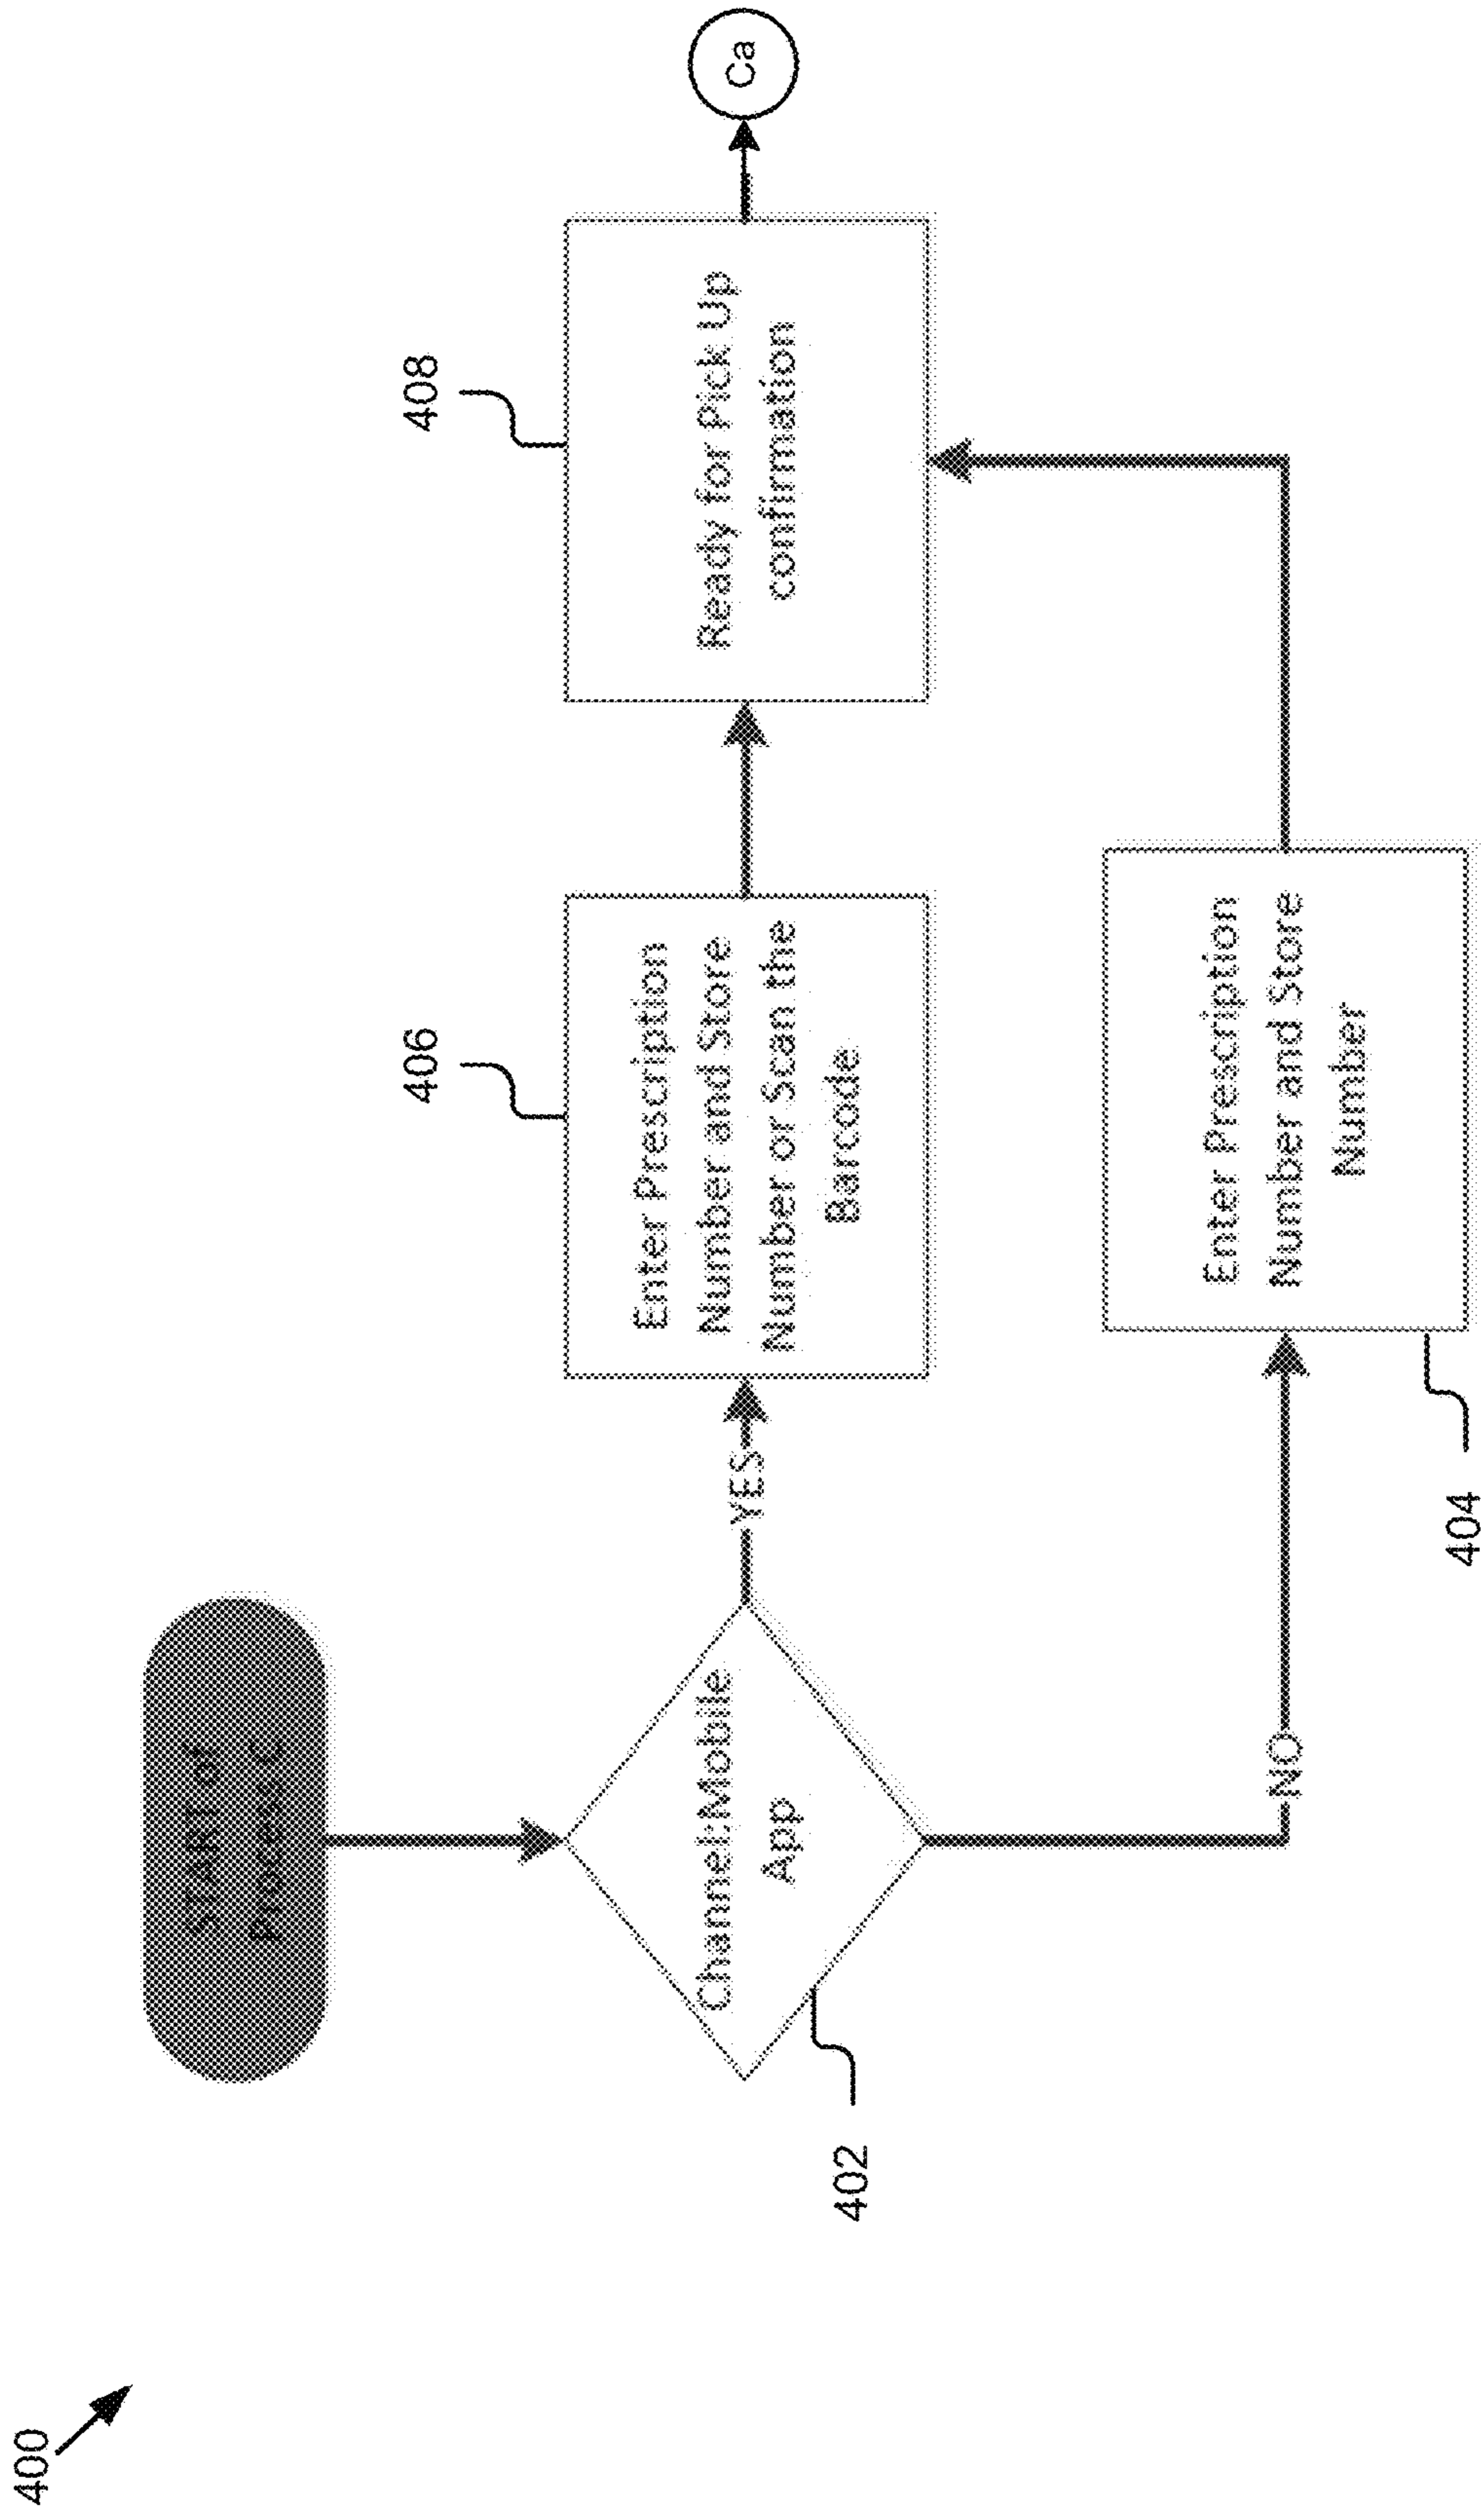 400
START of
Process C
Channel:Mobile
App
402
YES
NO
406
Enter Prescription
Number and Store
Number or Scan the
Barcode
404
Enter Prescription
Number and Store
Number
408
Ready for Pick Up
confirmation
Ca